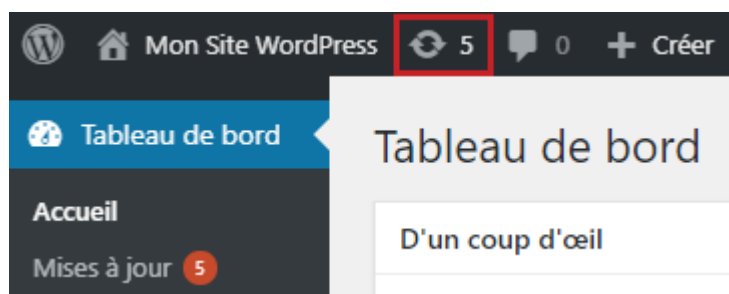 Mon Site WordPress 5 0 + Créer
Tableau de bord
Tableau de bord
Accueil
D'un coup d'œil
Mises à jour 5